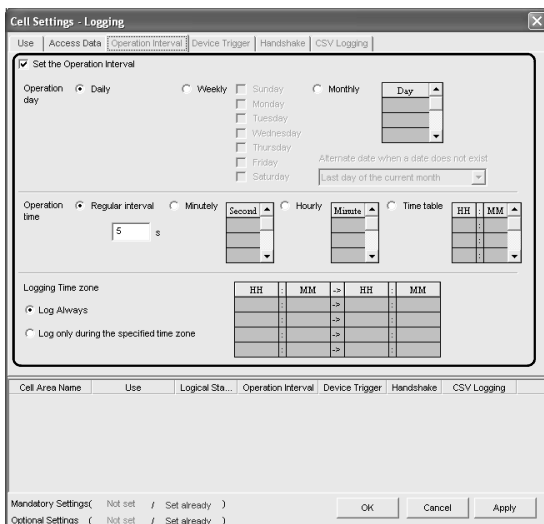 Cell Settings - Logging
Use Access Data Operation Interval Device Trigger Handshake CSV Logging
Set the Operation Interval
Operation day Daily Weekly Sunday Monthly Day
Monday
Tuesday
Wednesday
Thursday
Friday Alternate date when a date does not exist
Saturday Last day of the current month
Operation time Regular interval Minutely Second Hourly Minute Time table HH : MM
5 s
Logging Time zone HH : MM -> HH : MM
: -> :
Log Always : -> :
: -> :
Log only during the specified time zone : -> :
Cell Area Name Use Logical Sta... Operation Interval Device Trigger Handshake CSV Logging
Mandatory Settings( Not set / Set already )
Optional Settings ( Not set / Set already )
OK Cancel Apply